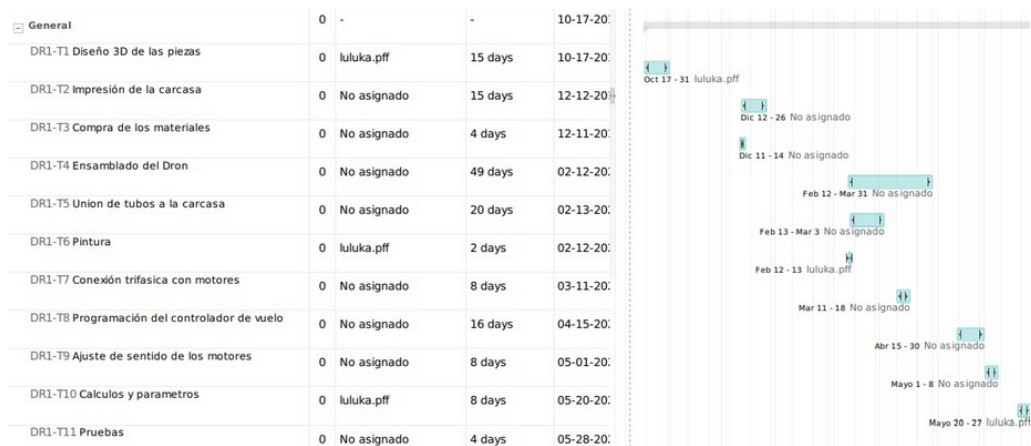 General 0 - - 10-17-20
DR1-T1 Diseño 3D de las piezas 0 luluka.pff 15 days 10-17-20
Oct 17 - 31 luluka.pff
DR1-T2 Impresión de la carcasa 0 No asignado 15 days 12-12-20
Dic 12 - 26 No asignado
DR1-T3 Compra de los materiales 0 No asignado 4 days 12-11-20
Dic 11 - 14 No asignado
DR1-T4 Ensamblado del Dron 0 No asignado 49 days 02-12-20
Feb 12 - Mar 31 No asignado
DR1-T5 Union de tubos a la carcasa 0 No asignado 20 days 02-13-20
Feb 13 - Mar 3 No asignado
DR1-T6 Pintura 0 luluka.pff 2 days 02-12-20
Feb 12 - 13 luluka.pff
DR1-T7 Conexión trifasica con motores 0 No asignado 8 days 03-11-20
Mar 11 - 18 No asignado
DR1-T8 Programación del controlador de vuelo 0 No asignado 16 days 04-15-20
Abr 15 - 30 No asignado
DR1-T9 Ajuste de sentido de los motores 0 No asignado 8 days 05-01-20
Mayo 1 - 8 No asignado
DR1-T10 Calculos y parametros 0 luluka.pff 8 days 05-20-20
Mayo 20 - 27 luluka.pff
DR1-T11 Pruebas 0 No asignado 4 days 05-28-20